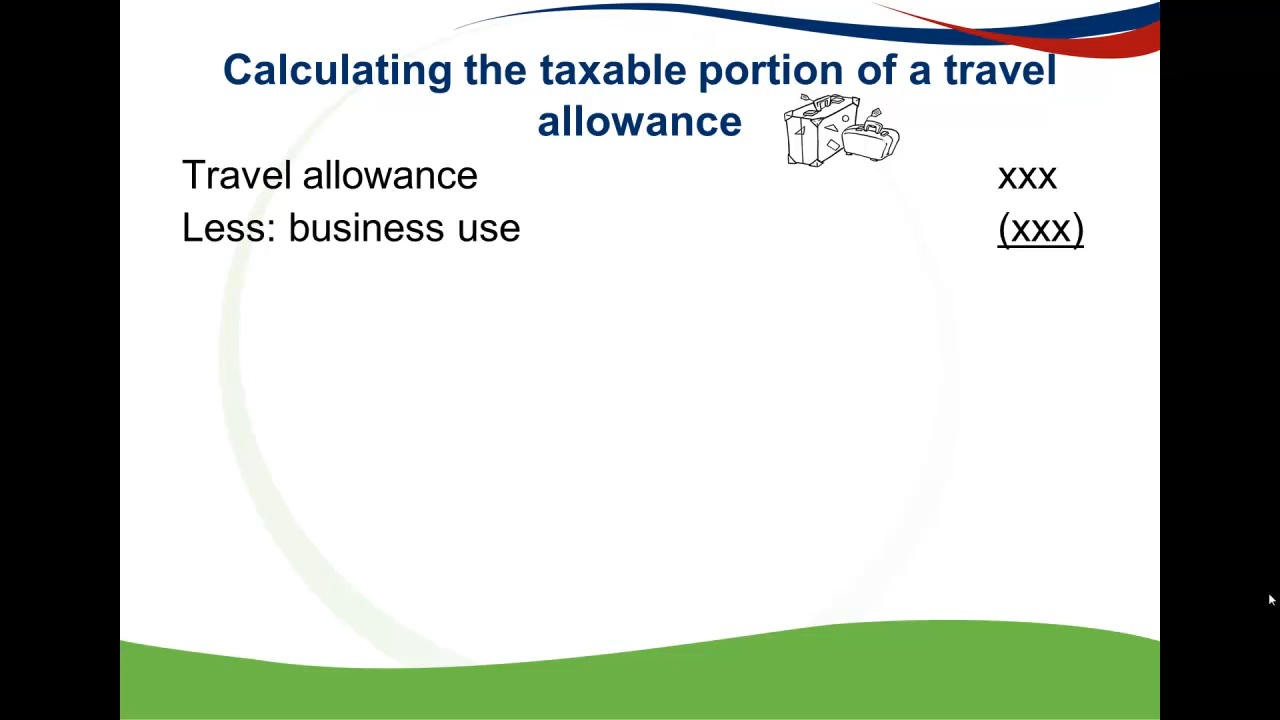 Calculating the taxable portion of a travel
allowance
Travel allowance xxx
Less: business use (xxx)